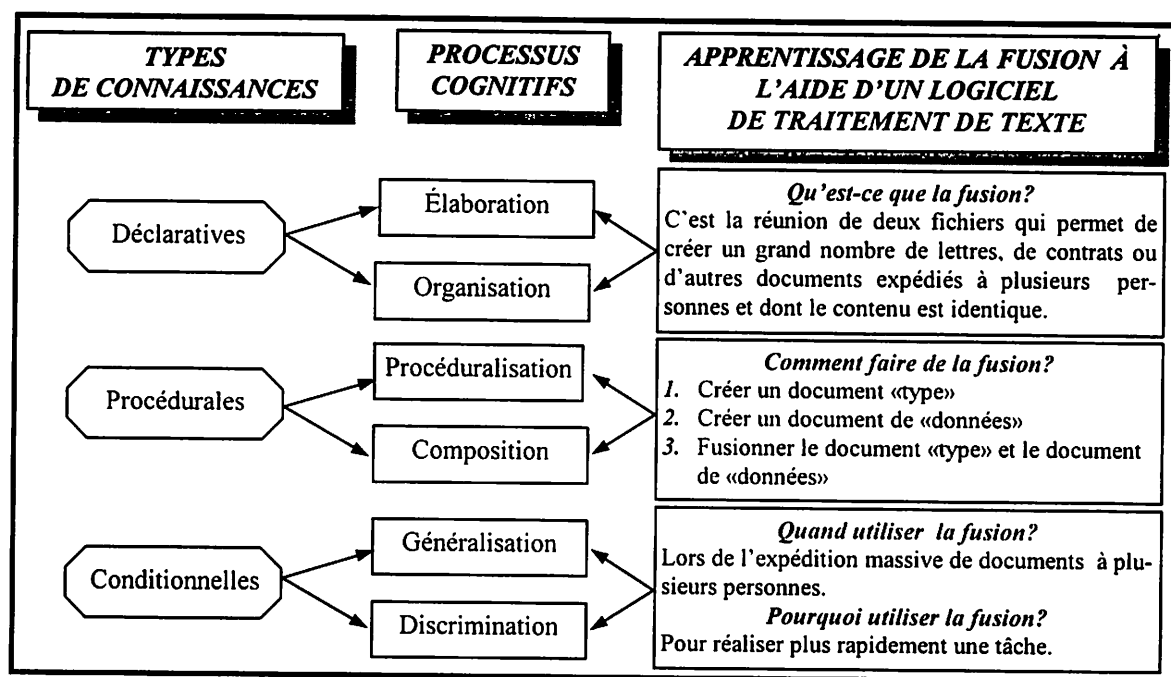 TYPES
DE CONNAISSANCES
PROCESSUS
COGNITIFS
APPRENTISSAGE DE LA FUSION À
L'AIDE D'UN LOGICIEL
DE TRAITEMENT DE TEXTE
Déclaratives
Élaboration
Organisation
Qu'est-ce que la fusion?
C'est la réunion de deux fichiers qui permet de
créer un grand nombre de lettres, de contrats ou
d'autres documents expédiés à plusieurs per-
sonnes et dont le contenu est identique.
Procédurales
Procéduralisation
Composition
Comment faire de la fusion?
1. Créer un document «type»
2. Créer un document de «données»
3. Fusionner le document «type» et le document
de «données»
Conditionnelles
Généralisation
Discrimination
Quand utiliser la fusion?
Lors de l'expédition massive de documents à plu-
sieurs personnes.
Pourquoi utiliser la fusion?
Pour réaliser plus rapidement une tâche.